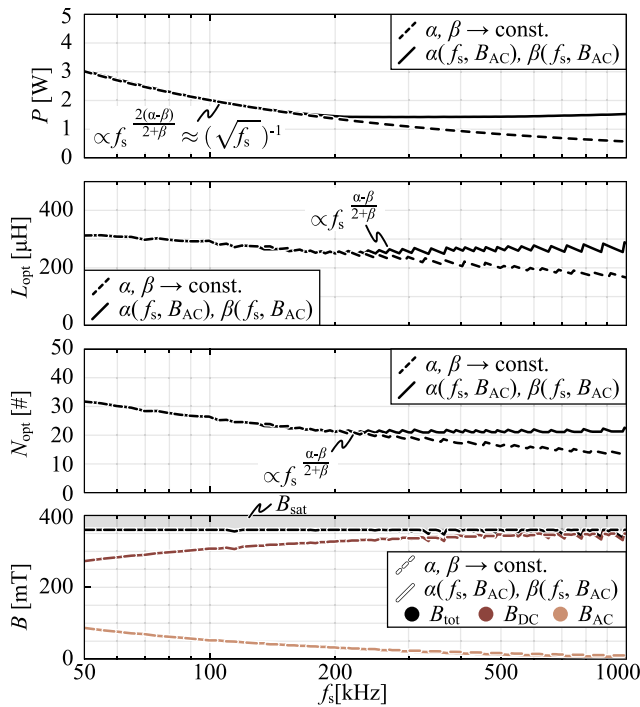 5
4
3
2
1
0
P [W]
α, β → const.
α(fs, BAC), β(fs, BAC)
∝fs 2(α-β)/2+β ≈ (√fs)-1
400
200
0
Lopt [μH]
∝fs α-β/2+β
α, β → const.
α(fs, BAC), β(fs, BAC)
50
40
30
20
10
0
Nopt [#]
α, β → const.
α(fs, BAC), β(fs, BAC)
∝fs α-β/2+β
Bsat
400
200
0
B [mT]
α, β → const.
α(fs, BAC), β(fs, BAC)
Btot BDC BAC
50 100 200 500 1000
fs[kHz]